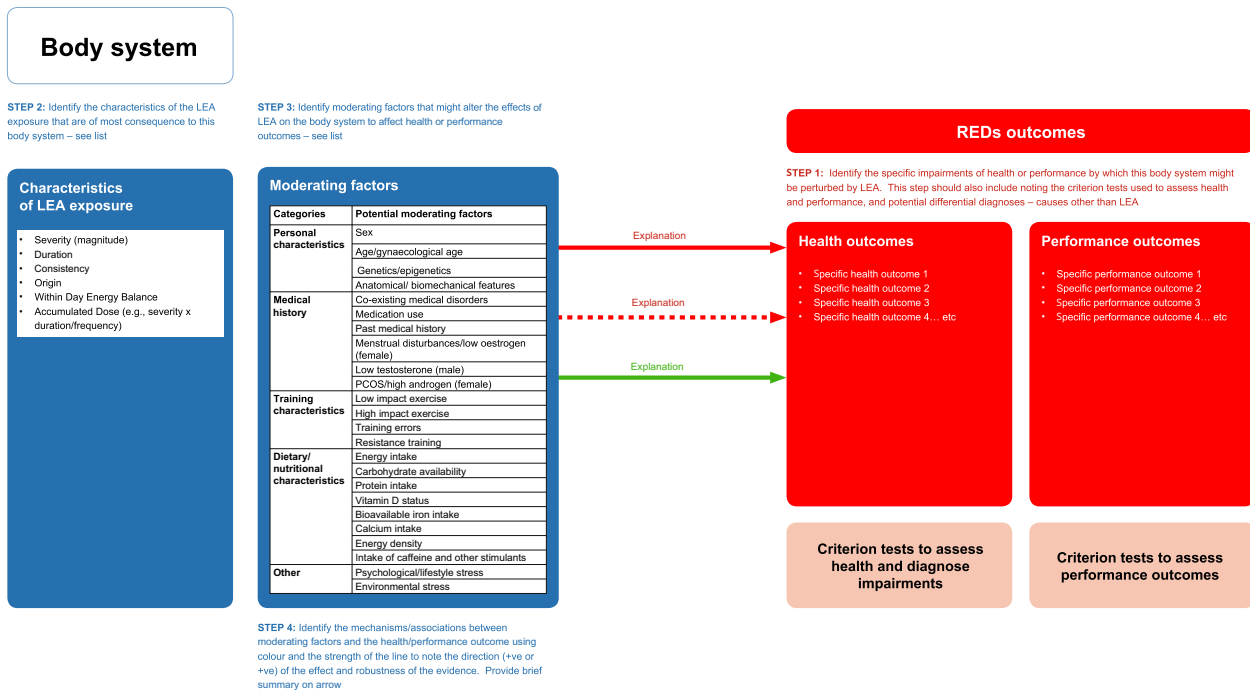 Body system
STEP 2: Identify the characteristics of the LEA
exposure that are of most consequence to this
body system – see list
Characteristics
of LEA exposure
• Severity (magnitude)
• Duration
• Consistency
• Origin
• Within Day Energy Balance
• Accumulated Dose (e.g., severity x
duration/frequency)
STEP 3: Identify moderating factors that might alter the effects of
LEA on the body system to affect health or performance
outcomes – see list
Moderating factors
Categories Potential moderating factors
Personal
characteristics
Sex
Age/gynaecological age
Genetics/epigenetics
Anatomical/ biomechanical features
Medical
history
Co-existing medical disorders
Medication use
Past medical history
Menstrual disturbances/low oestrogen
(female)
Low testosterone (male)
PCOS/high androgen (female)
Training
characteristics
Low impact exercise
High impact exercise
Training errors
Resistance training
Dietary/
nutritional
characteristics
Energy intake
Carbohydrate availability
Protein intake
Vitamin D status
Bioavailable iron intake
Calcium intake
Energy density
Intake of caffeine and other stimulants
Other
Psychological/lifestyle stress
Environmental stress
STEP 4: Identify the mechanisms/associations between
moderating factors and the health/performance outcome using
colour and the strength of the line to note the direction (+ve or
+ve) of the effect and robustness of the evidence. Provide brief
summary on arrow
Explanation
Explanation
Explanation
REDs outcomes
STEP 1: Identify the specific impairments of health or performance by which this body system might
be perturbed by LEA. This step should also include noting the criterion tests used to assess health
and performance, and potential differential diagnoses – causes other than LEA
Health outcomes
• Specific health outcome 1
• Specific health outcome 2
• Specific health outcome 3
• Specific health outcome 4… etc
Performance outcomes
• Specific performance outcome 1
• Specific performance outcome 2
• Specific performance outcome 3
• Specific performance outcome 4… etc
Criterion tests to assess
health and diagnose
impairments
Criterion tests to assess
performance outcomes